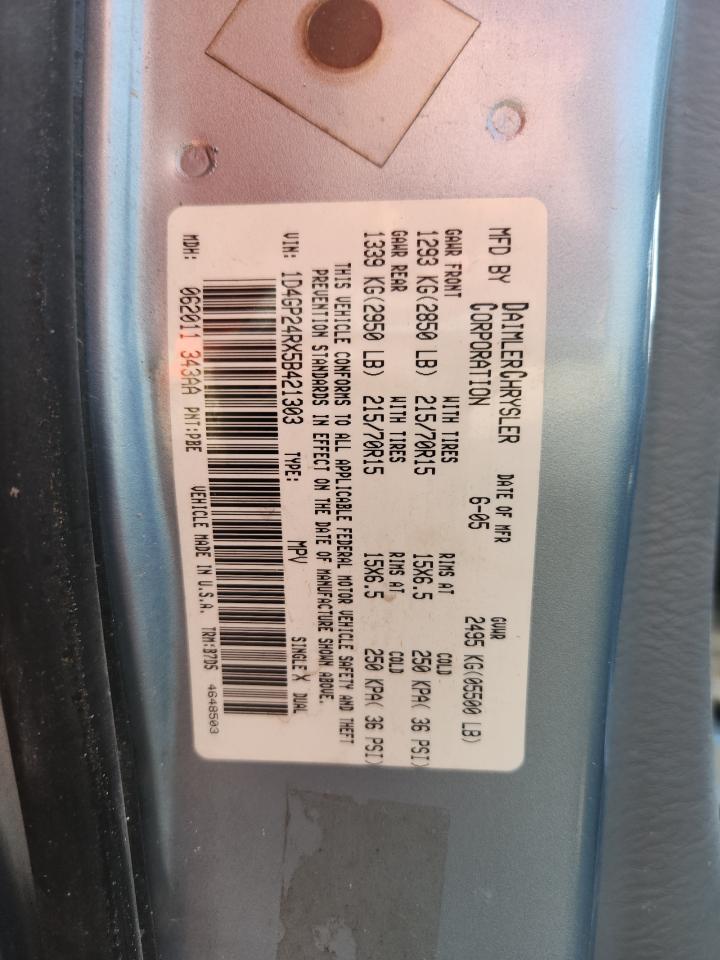 MFD BY DAIMLERCHRYSLER CORPORATION DATE OF MFR 6-05 GVWR 2495 KG(05500 LB)
GAWR FRONT WITH TIRES RIMS AT COLD
1293 KG(2850 LB) 215/70R15 15X6.5 250 KPA( 36 PSI)
GAWR REAR WITH TIRES RIMS AT COLD
1339 KG(2950 LB) 215/70R15 15X6.5 250 KPA( 36 PSI)
THIS VEHICLE CONFORMS TO ALL APPLICABLE FEDERAL MOTOR VEHICLE SAFETY AND THEFT
PREVENTION STANDARDS IN EFFECT ON THE DATE OF MANUFACTURE SHOWN ABOVE.
VIN: 1D4GP24RX5B421303 TYPE: MPV SINGLE X DUAL
MDH: 062011 343AA PNT:PBE VEHICLE MADE IN U.S.A. TRM:B7D5 4648503